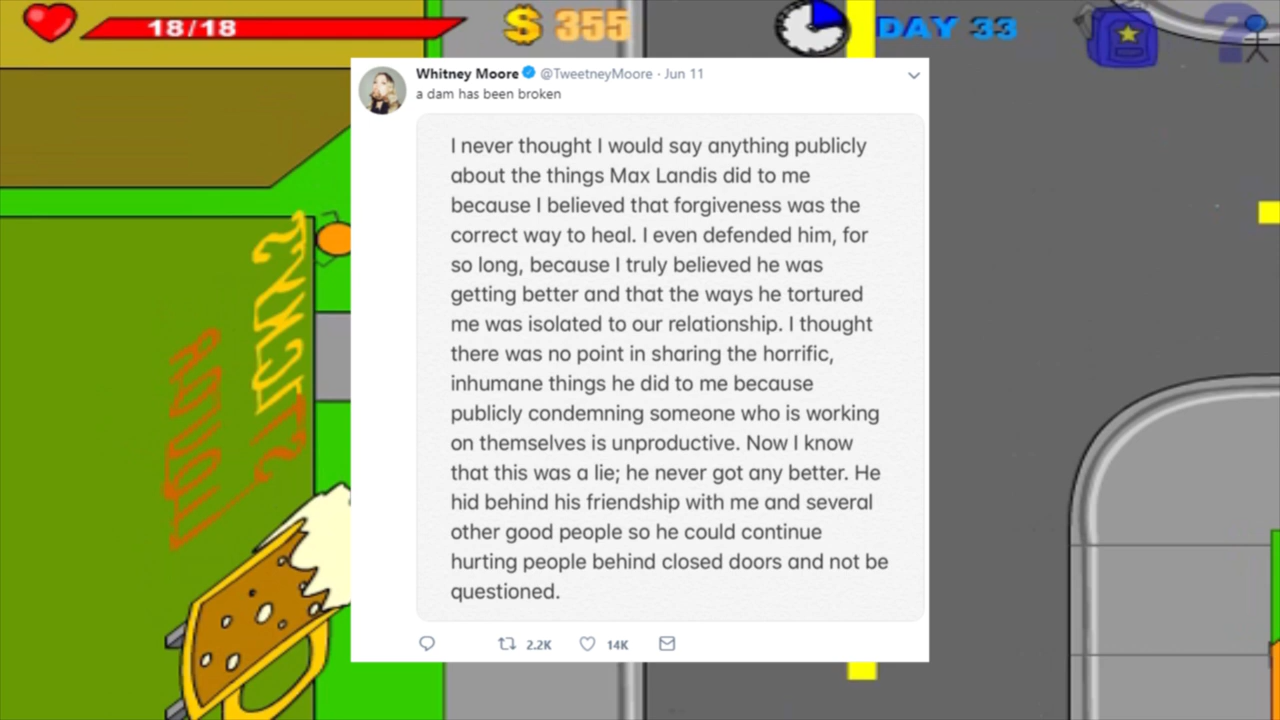 18/18
$ 355
DAY 33
Whitney Moore @TweetneyMoore · Jun 11
a dam has been broken
I never thought I would say anything publicly
about the things Max Landis did to me
because I believed that forgiveness was the
correct way to heal. I even defended him, for
so long, because I truly believed he was
getting better and that the ways he tortured
me was isolated to our relationship. I thought
there was no point in sharing the horrific,
inhumane things he did to me because
publicly condemning someone who is working
on themselves is unproductive. Now I know
that this was a lie; he never got any better. He
hid behind his friendship with me and several
other good people so he could continue
hurting people behind closed doors and not be
questioned.
2.2K 14K